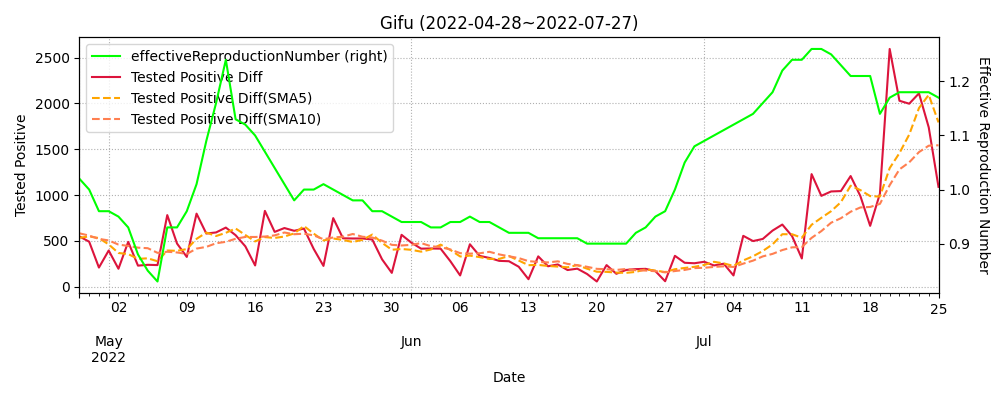 Gifu (2022-04-28~2022-07-27)
effectiveReproductionNumber (right)
Tested Positive Diff
Tested Positive Diff(SMA5)
Tested Positive Diff(SMA10)
Tested Positive
2500
2000
1500
1000
500
0
1.2
1.1
1.0
0.9
Effective Reproduction Number
02 09 16 23 30 06 13 20 27 04 11 18 25
May Jun Jul
2022
Date